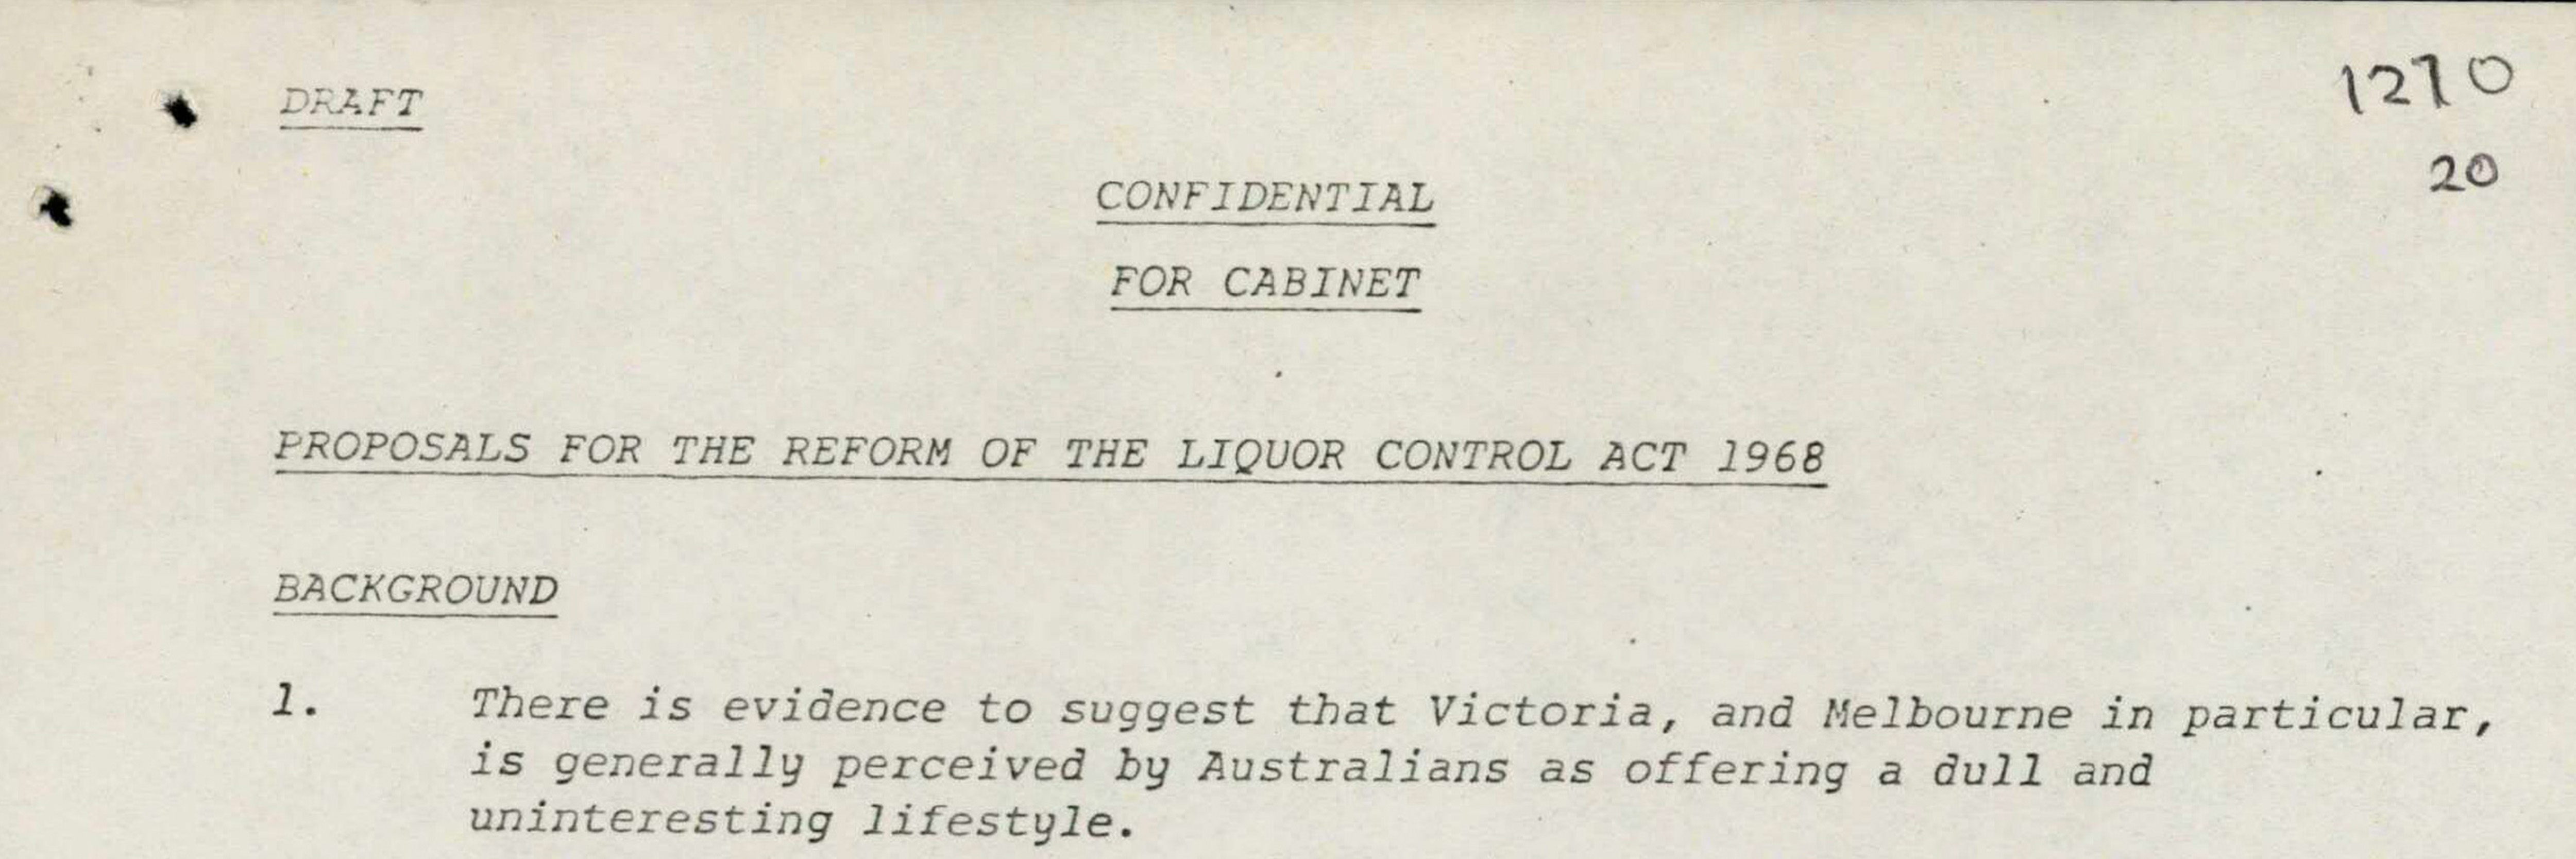 DRAFT
1270
20
CONFIDENTIAL
FOR CABINET
PROPOSALS FOR THE REFORM OF THE LIQUOR CONTROL ACT 1968
BACKGROUND
1. There is evidence to suggest that Victoria, and Melbourne in particular,
is generally perceived by Australians as offering a dull and
uninteresting lifestyle.